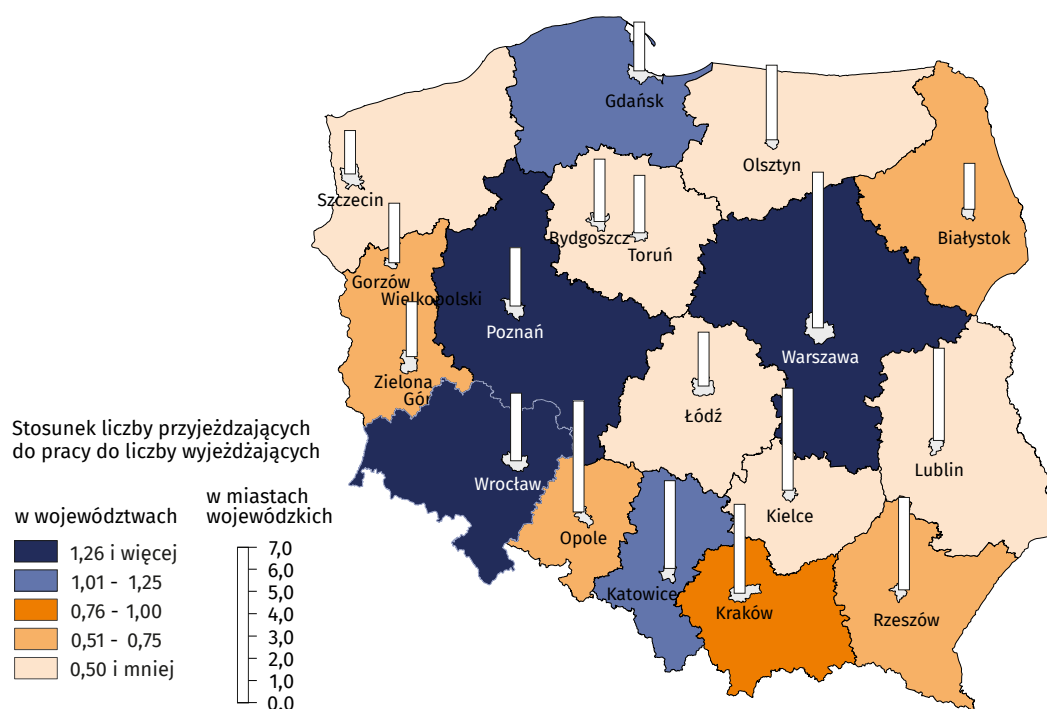 Gdańsk
Olsztyn
Szczecin
Bydgoszcz
Toruń
Białystok
Gorzów
Wielkopolski
Poznań
Warszawa
Zielona
Gór
Łódź
Stosunek liczby przyjeżdzających
do pracy do liczby wyjeżdżających
Wrocław
Lublin
w województwach
w miastach
wojewódzkich
Opole
Kielce
1,26 i więcej
1,01 - 1,25
0,76 - 1,00
0,51 - 0,75
0,50 i mniej
7,0
6,0
5,0
4,0
3,0
2,0
1,0
0,0
Katowice
Kraków
Rzeszów